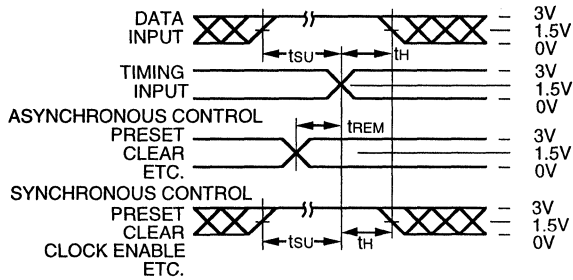 DATA
INPUT
3V
1.5V
0V
tSU
tH
TIMING
INPUT
3V
1.5V
0V
ASYNCHRONOUS CONTROL
tREM
PRESET
CLEAR
ETC.
3V
1.5V
0V
SYNCHRONOUS CONTROL
PRESET
CLEAR
CLOCK ENABLE
ETC.
3V
1.5V
0V
tSU
tH